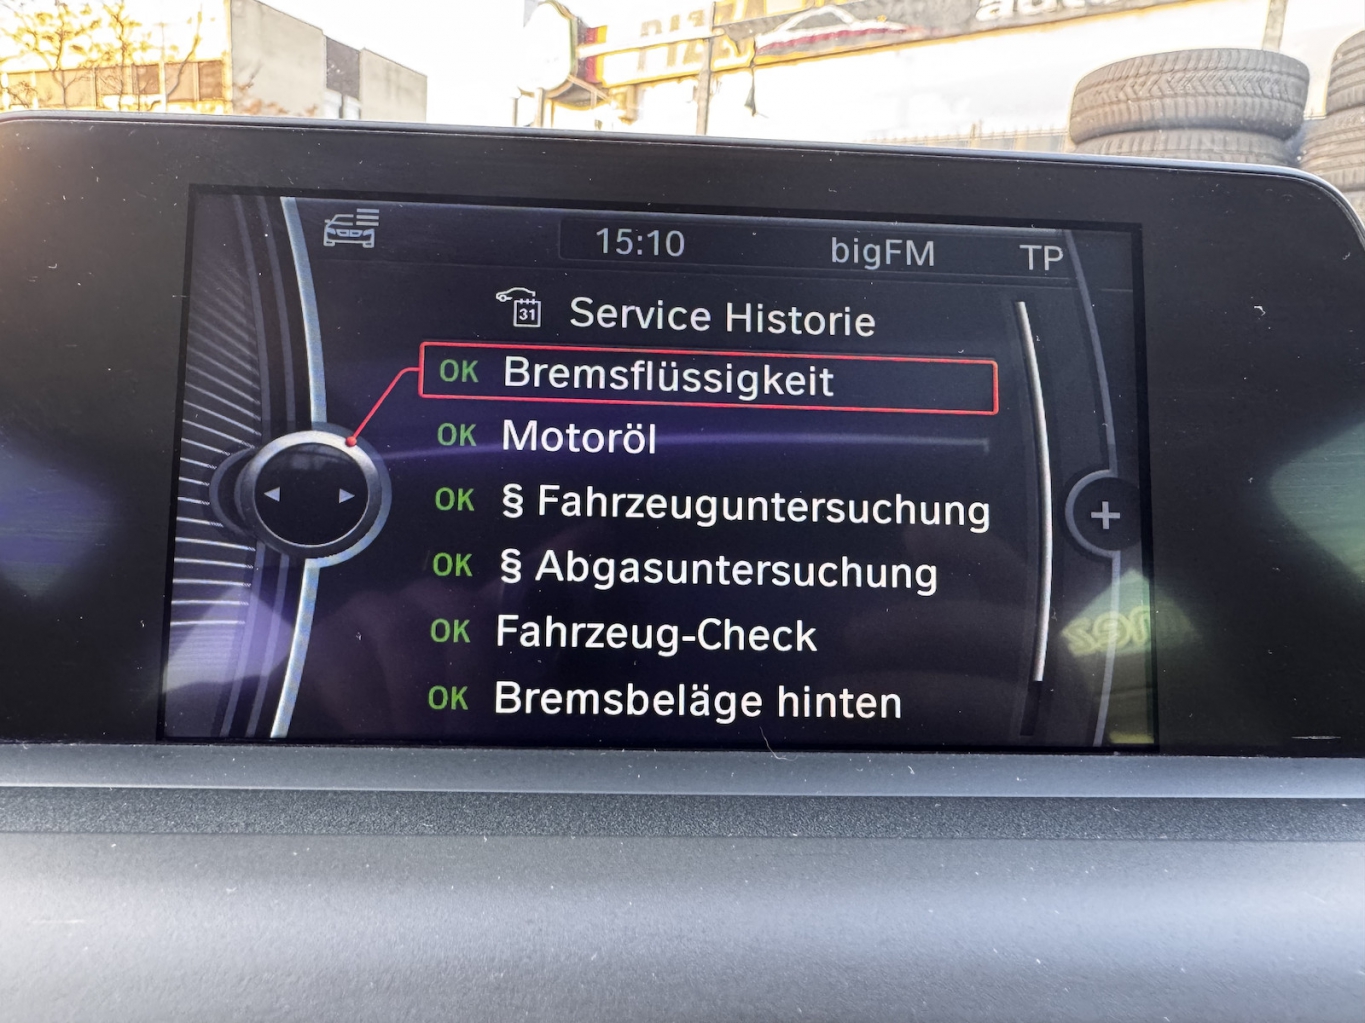 15:10 bigFM TP
31 Service Historie
OK Bremsflüssigkeit
OK Motoröl
OK § Fahrzeuguntersuchung
OK § Abgasuntersuchung
OK Fahrzeug-Check
OK Bremsbeläge hinten
+